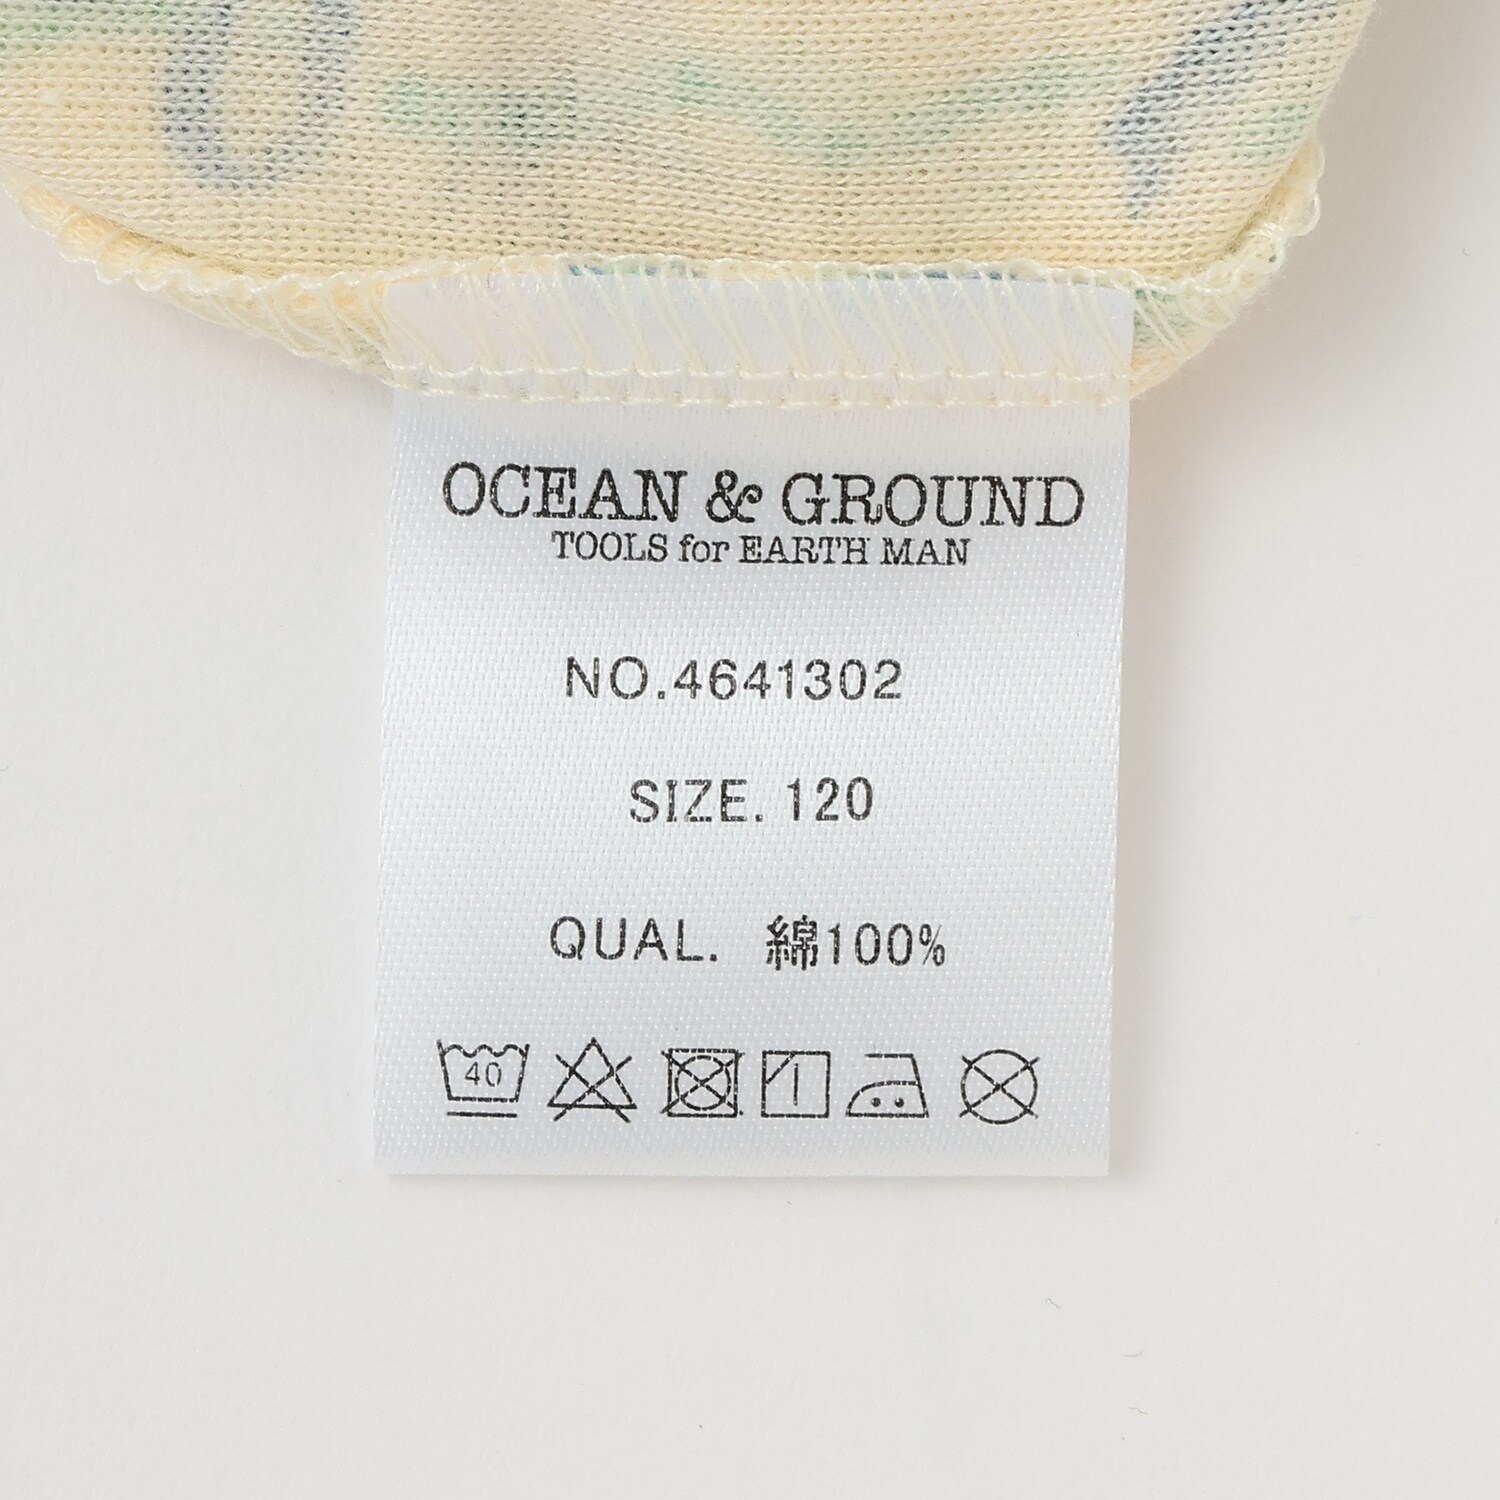 OCEAN & GROUND
TOOLS for EARTH MAN
NO.4641302
SIZE. 120
QUAL. 綿100%
40